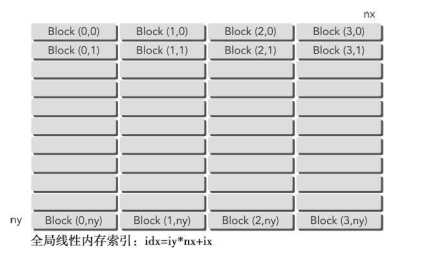 nx
Block (0,0) Block (1,0) Block (2,0) Block (3,0)
Block (0,1) Block (1,1) Block (2,1) Block (3,1)
ny Block (0,ny) Block (1,ny) Block (2,ny) Block (3,ny)
全局线性内存索引：idx=iy*nx+ix